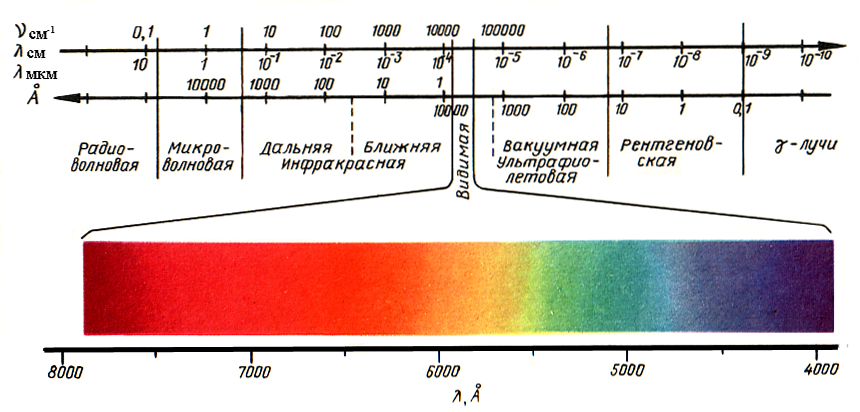 ν см⁻¹ 0,1 1 10 100 1000 10000 100000
λ см 10 1 10⁻¹ 10⁻² 10⁻³ 10¹⁴ 10⁻⁵ 10⁻⁶ 10⁻⁷ 10⁻⁸ 10⁻⁹ 10⁻¹⁰
λ мкм 10000 1000 100 10 1
Å 10000 1000 100 10 1 0,1
Радио-
волновая
Микро-
волновая
Дальняя Ближняя
Инфракрасная
Видимая
Вакуумная
Ультрафио-
летовая
Рентгенов-
ская
γ-лучи
8000 7000 6000 5000 4000
λ, Å